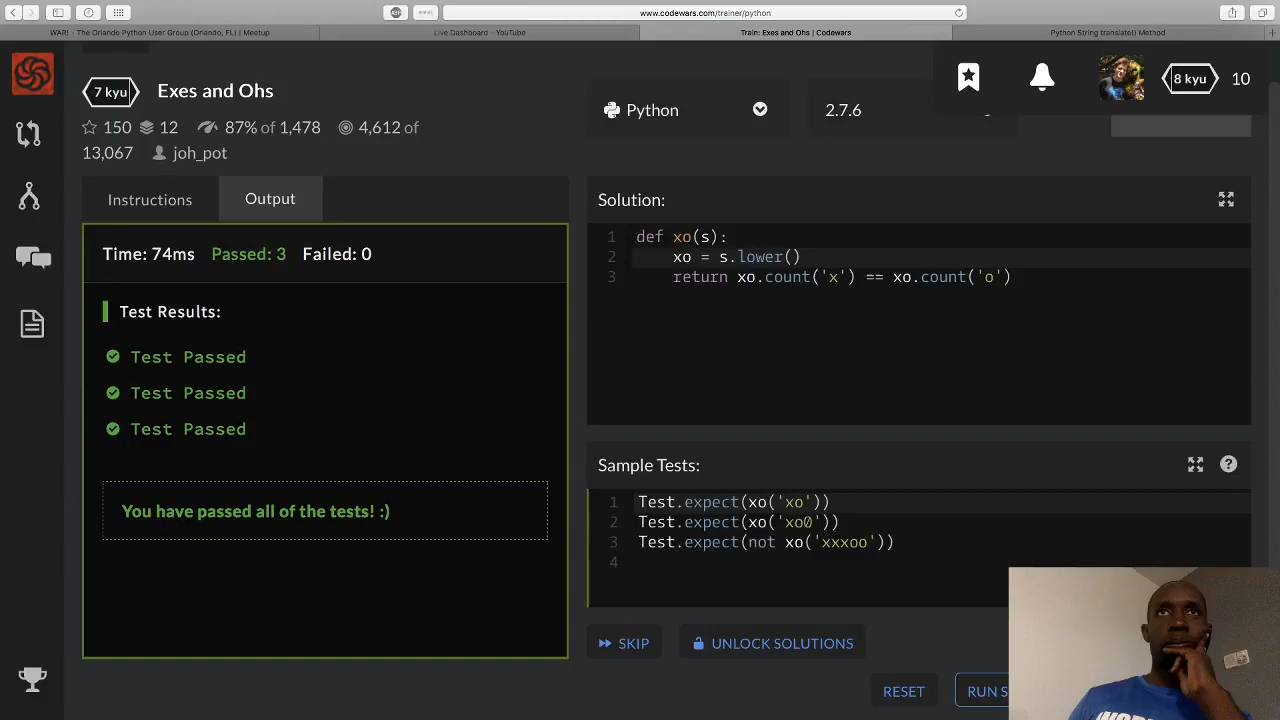 www.codewars.com/trainer/python
WAR! - The Orlando Python User Group (Orlando, FL) | Meetup
Live Dashboard - YouTube
Train: Exes and Ohs | Codewars
Python String translate() Method
7 kyu
Exes and Ohs
150 12 87% of 1,478 4,612 of
13,067 joh_pot
Python
2.7.6
8 kyu
10
Instructions
Output
Time: 74ms Passed: 3 Failed: 0
Test Results:
Test Passed
Test Passed
Test Passed
You have passed all of the tests! :)
Solution:
1 def xo(s):
2 xo = s.lower()
3 return xo.count('x') == xo.count('o')
Sample Tests:
1 Test.expect(xo('xo'))
2 Test.expect(xo('xo0'))
3 Test.expect(not xo('xxxoo'))
4
SKIP
UNLOCK SOLUTIONS
RESET
RUN S